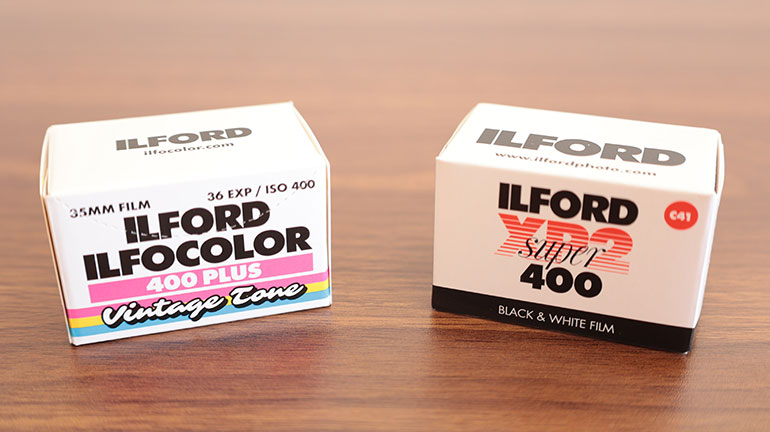 ILFORD
ilfocolor.com
35MM FILM
36 EXP / ISO 400
ILFORD
ILFOCOLOR
400 PLUS
Vintage Tone
ILFORD
www.ilfordphoto.com
ILFORD
XP2
super
400
C41
BLACK & WHITE FILM